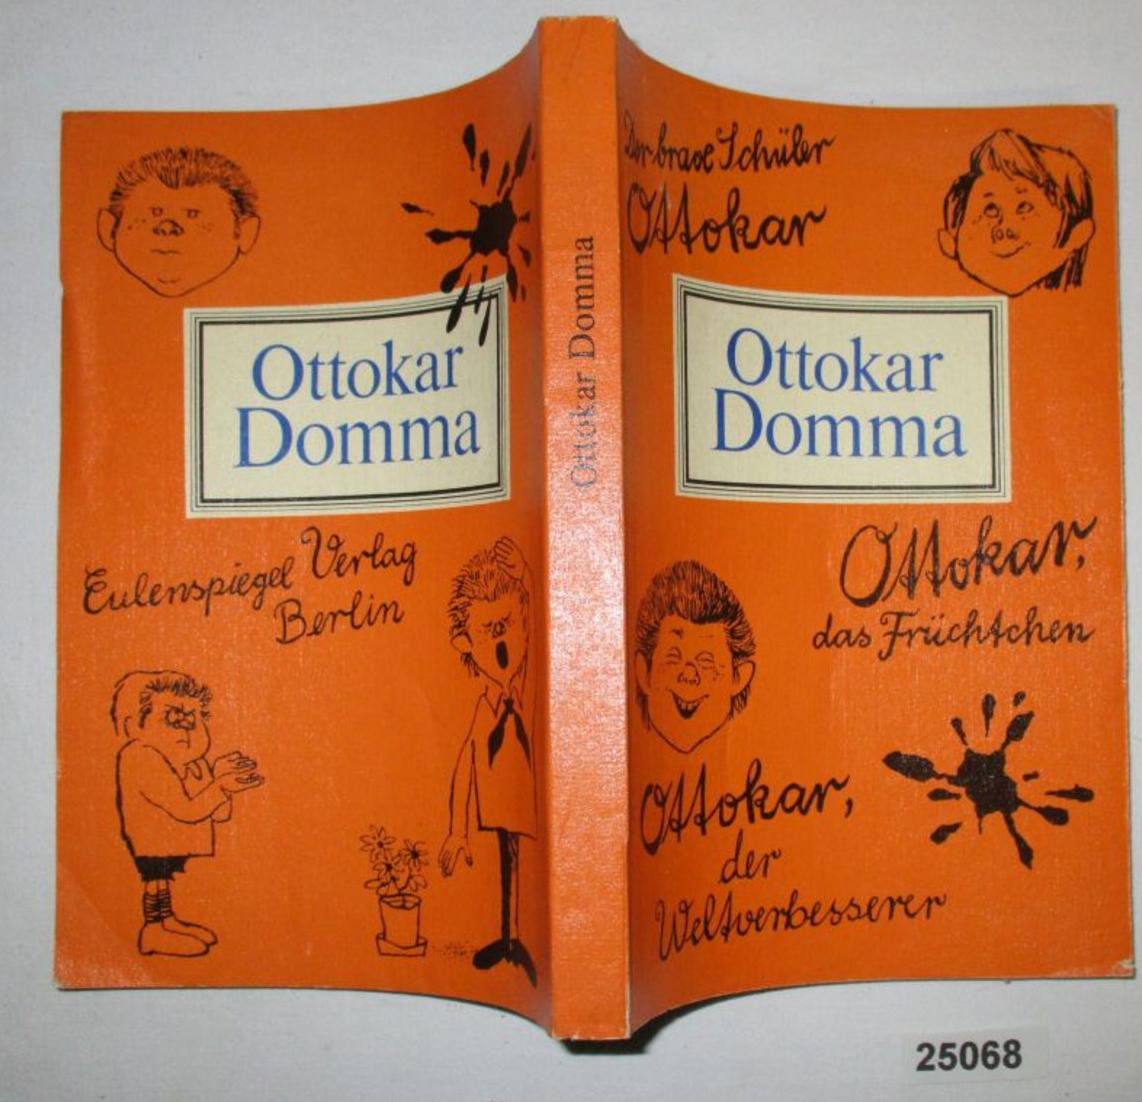 Ottokar
Domma
Eulenspiegel Verlag
Berlin
Ottokar Domma
Der brave Schüler
Ottokar
Ottokar
Domma
Ottokar,
das Früchtchen
Ottokar,
der
Weltverbesserer
25068